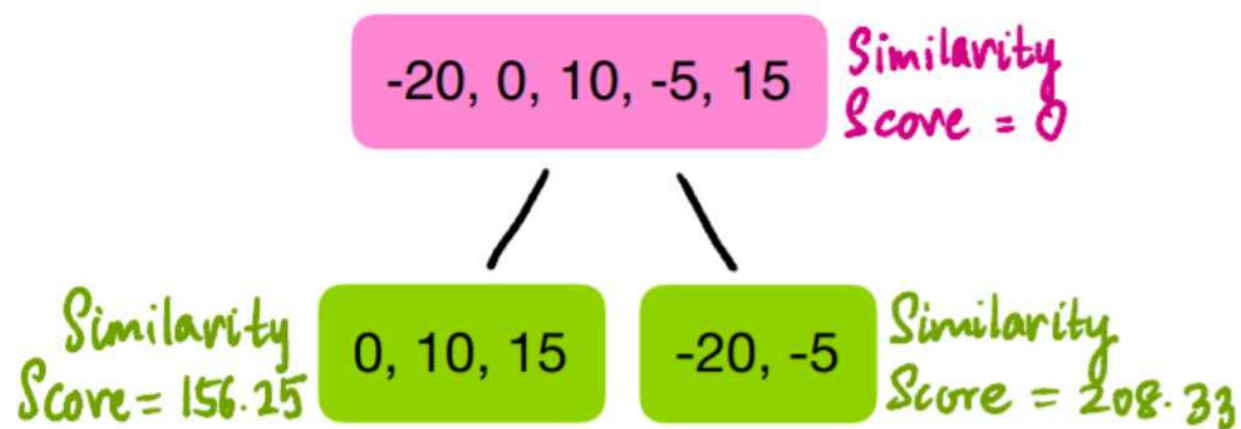 -20, 0, 10, -5, 15
Similarity
Score = 0
Similarity
Score = 156.25
0, 10, 15
-20, -5
Similarity
Score = 208.33